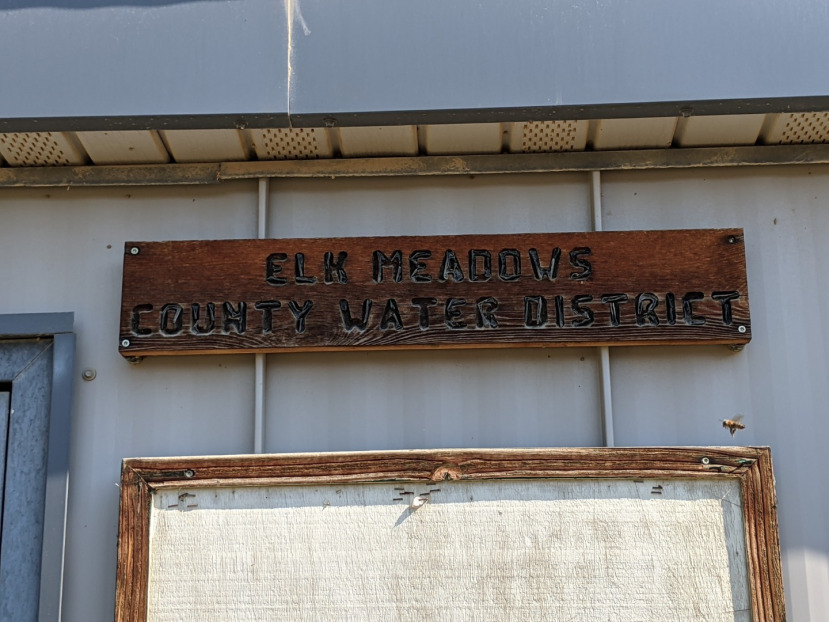 ELK MEADOWS
COUNTY WATER DISTRICT